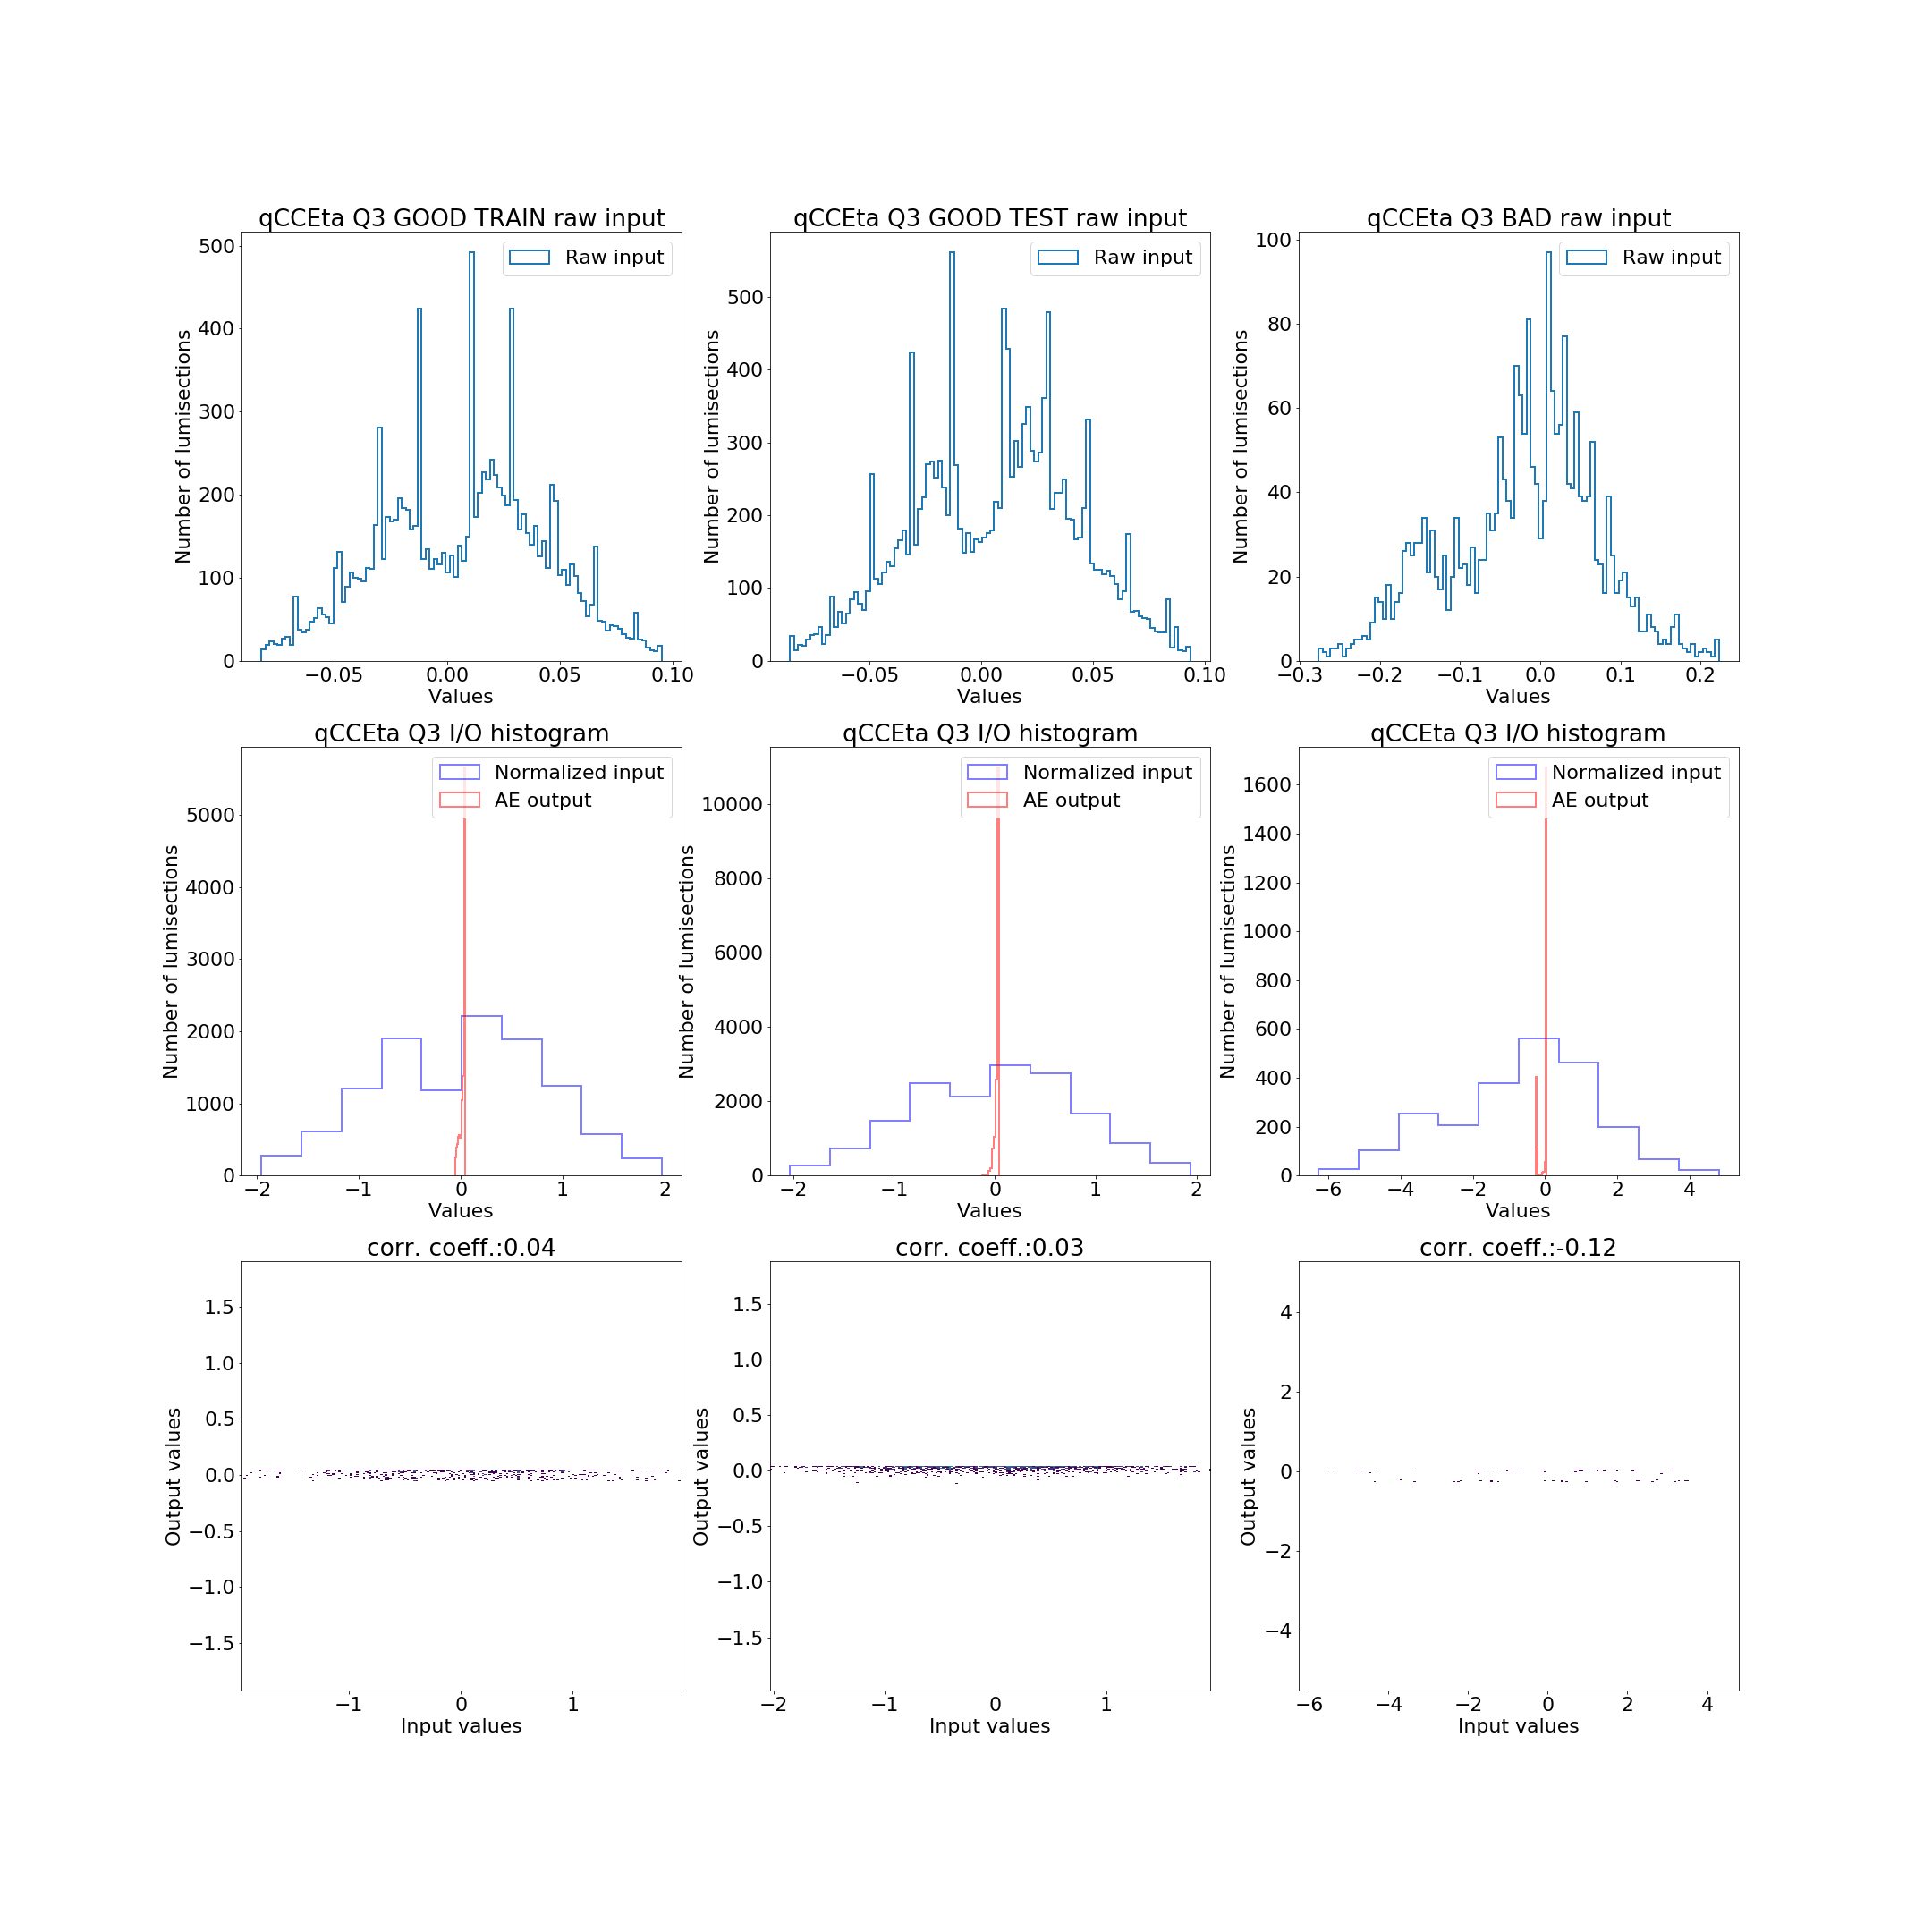 qCCEta Q3 GOOD TRAIN raw input
qCCEta Q3 GOOD TEST raw input
qCCEta Q3 BAD raw input
Raw input
Raw input
Raw input
Number of lumisections
500
400
300
200
100
0
−0.05
0.00
0.05
0.10
Values
Number of lumisections
500
400
300
200
100
0
−0.05
0.00
0.05
0.10
Values
Number of lumisections
100
80
60
40
20
0
−0.3
−0.2
−0.1
0.0
0.1
0.2
Values
qCCEta Q3 I/O histogram
qCCEta Q3 I/O histogram
qCCEta Q3 I/O histogram
Normalized input
AE output
Normalized input
AE output
Normalized input
AE output
Number of lumisections
5000
4000
3000
2000
1000
0
−2
−1
0
1
2
Values
Number of lumisections
10000
8000
6000
4000
2000
0
−2
−1
0
1
2
Values
Number of lumisections
1600
1400
1200
1000
800
600
400
200
0
−6
−4
−2
0
2
4
Values
corr. coeff.:0.04
corr. coeff.:0.03
corr. coeff.:-0.12
Output values
1.5
1.0
0.5
0.0
−0.5
−1.0
−1.5
−1
0
1
Input values
Output values
1.5
1.0
0.5
0.0
−0.5
−1.0
−1.5
−2
−1
0
1
Input values
Output values
4
2
0
−2
−4
−6
−4
−2
0
2
4
Input values